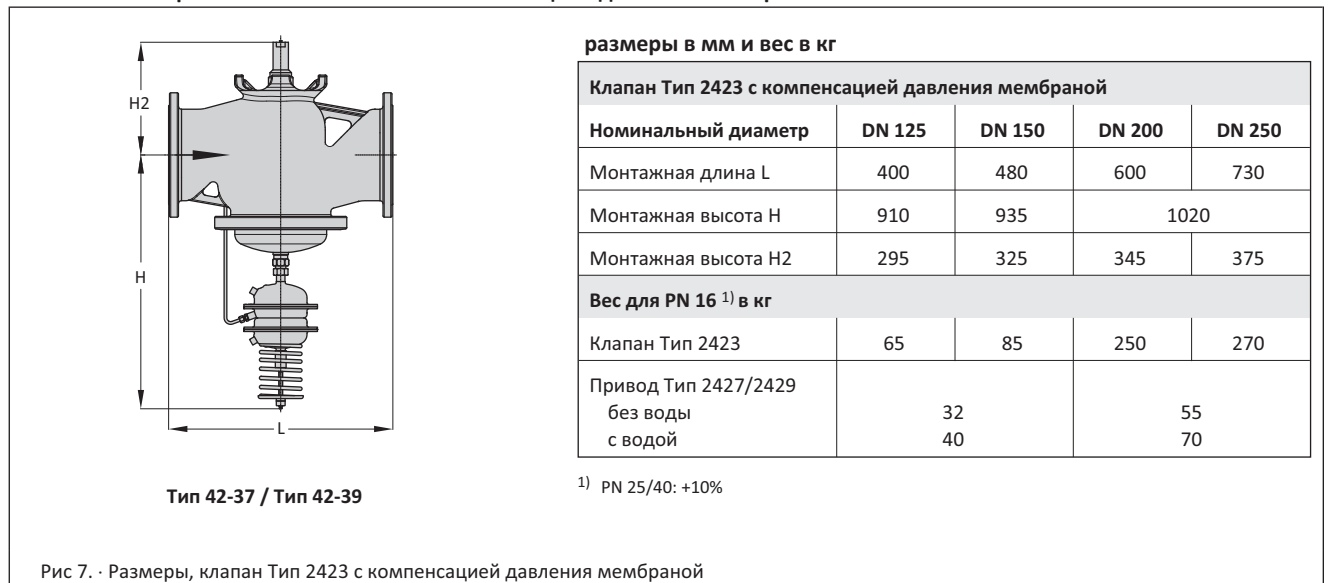 H2
H
L
Тип 42-37 / Тип 42-39
размеры в мм и вес в кг
Клапан Тип 2423 с компенсацией давления мембраной
Номинальный диаметр DN 125 DN 150 DN 200 DN 250
Монтажная длина L 400 480 600 730
Монтажная высота H 910 935 1020
Монтажная высота H2 295 325 345 375
Вес для PN 16 1) в кг
Клапан Тип 2423 65 85 250 270
Привод Тип 2427/2429
без воды 32 55
с водой 40 70
1) PN 25/40: +10%
Рис 7. · Размеры, клапан Тип 2423 с компенсацией давления мембраной